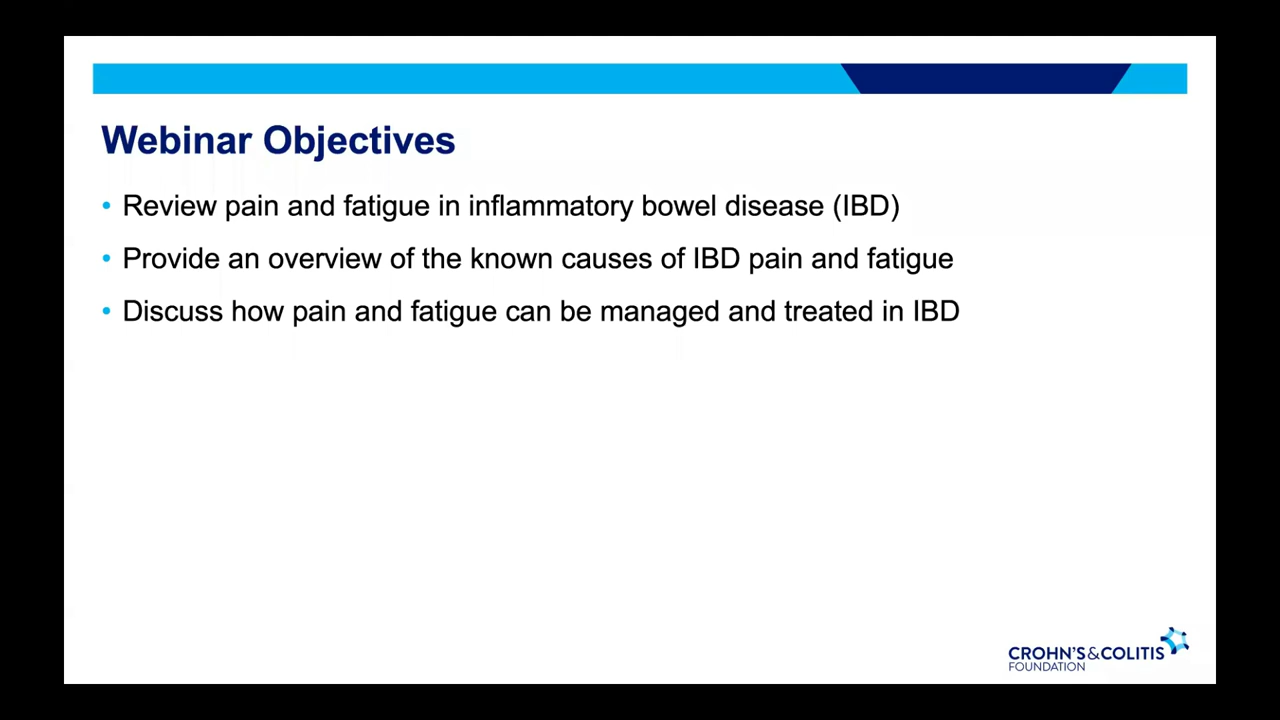 Webinar Objectives
• Review pain and fatigue in inflammatory bowel disease (IBD)
• Provide an overview of the known causes of IBD pain and fatigue
• Discuss how pain and fatigue can be managed and treated in IBD
CROHN'S&COLITIS
FOUNDATION